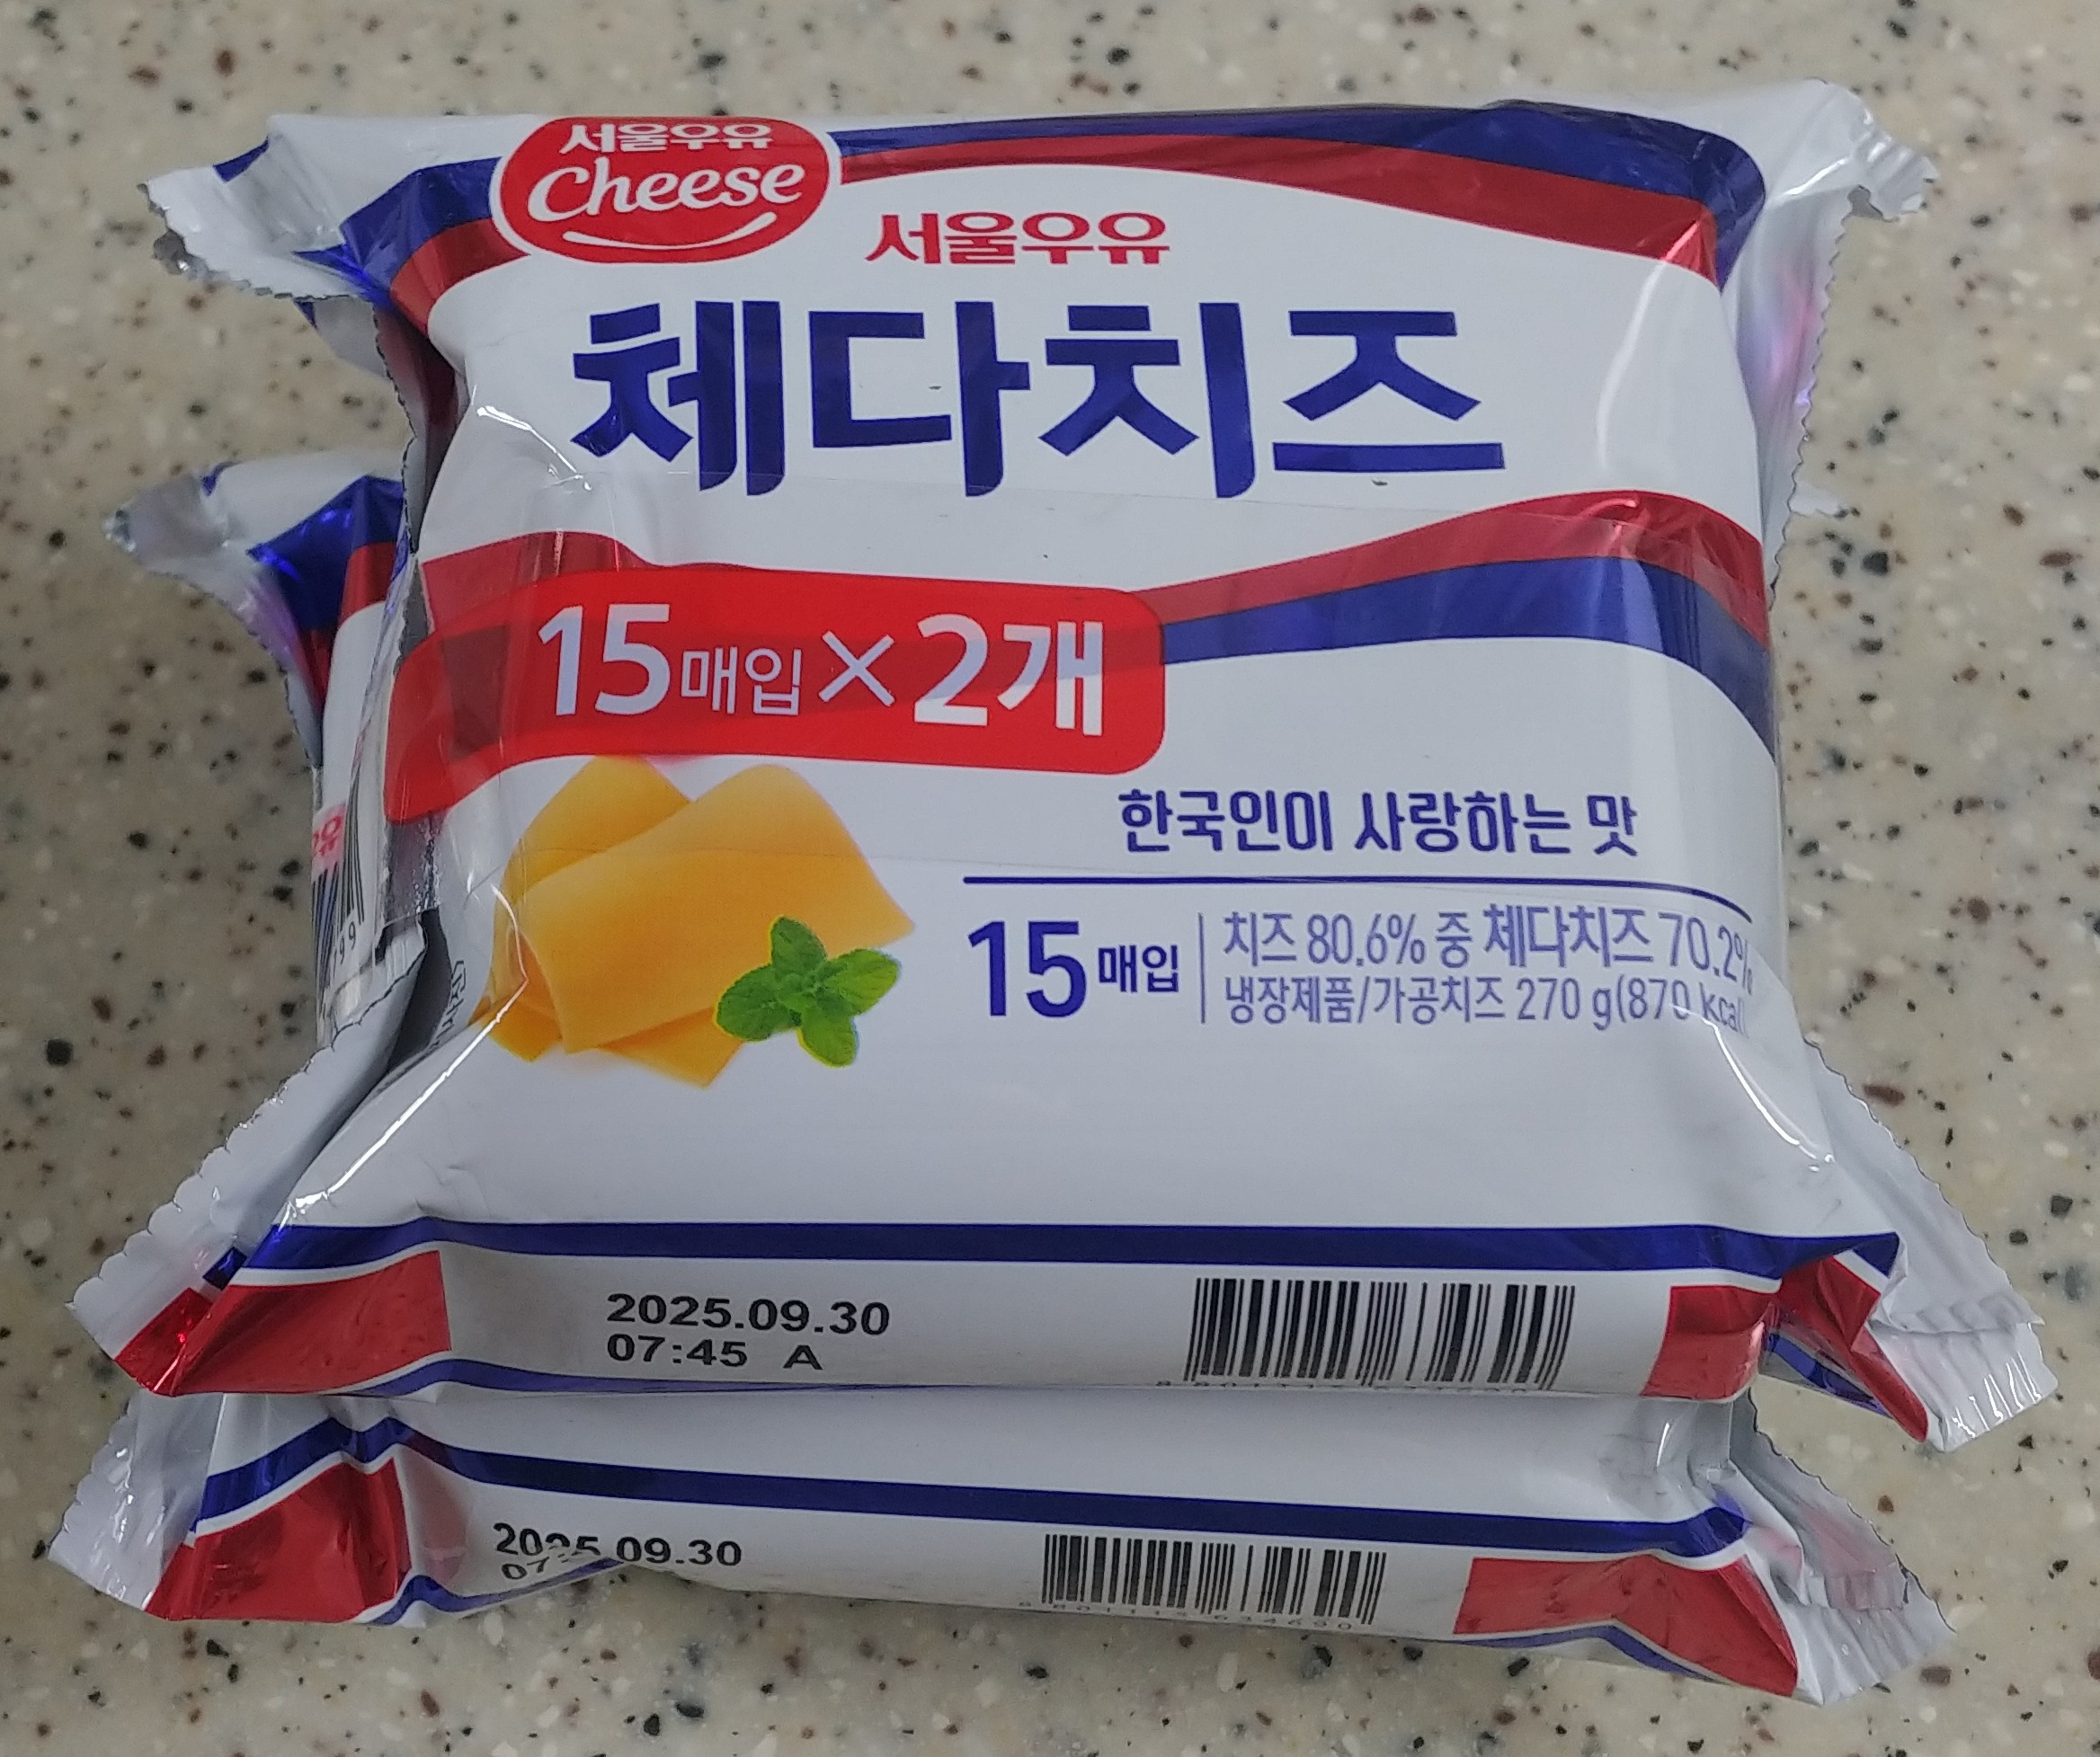 서울우유
Cheese
서울우유
체다치즈
15매입×2개
한국인이 사랑하는 맛
15매입
치즈 80.6% 중 체다치즈 70.2%
냉장제품/가공치즈 270 g(870 kcal)
2025.09.30
07:45 A
2025.09.30